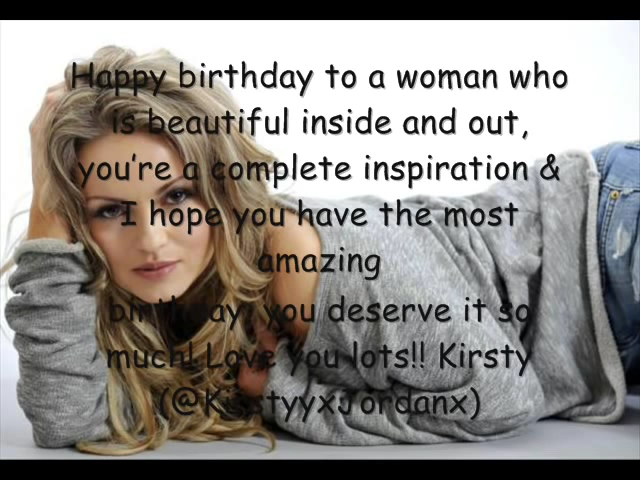 Happy birthday to a woman who
is beautiful inside and out,
you're a complete inspiration &
I hope you have the most
amazing
birthday, you deserve it so
much! Love you lots!! Kirsty
(@KirstyyxJordanx)